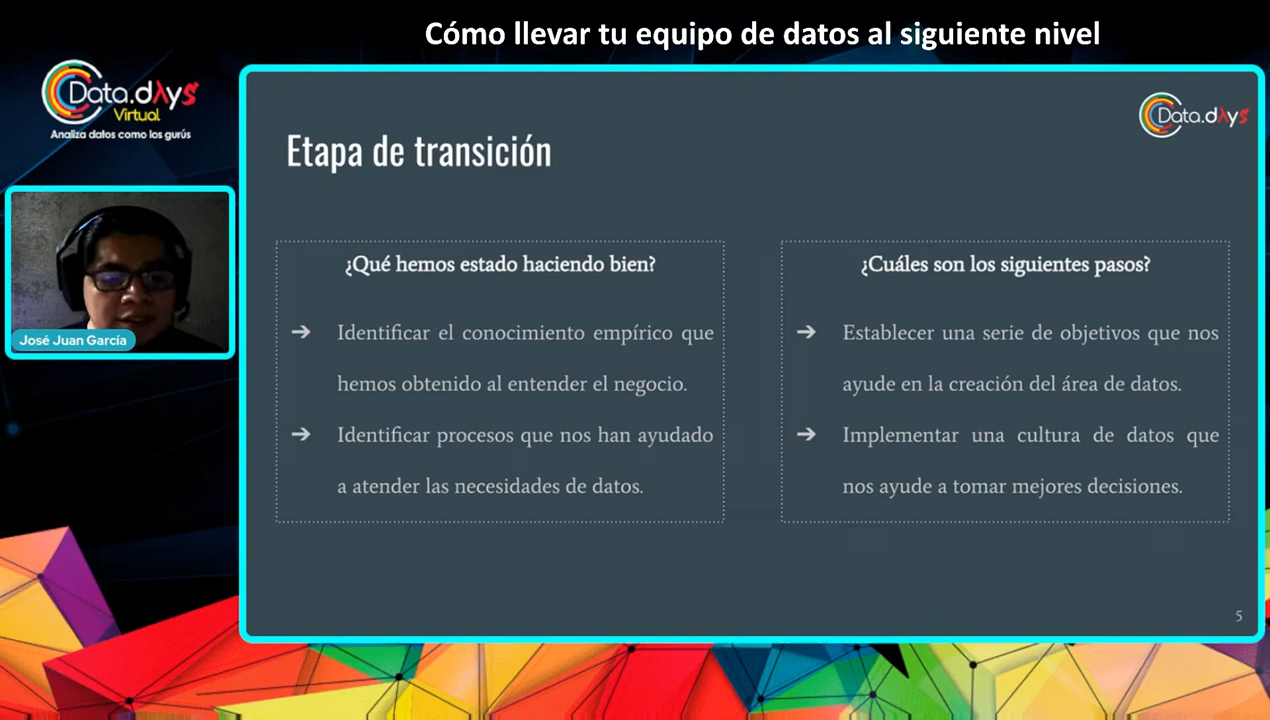 Cómo llevar tu equipo de datos al siguiente nivel
Data.dλys
Virtual
Analiza datos como los gurús
Data.dλys
Etapa de transición
José Juan García
¿Qué hemos estado haciendo bien?
➔ Identificar el conocimiento empírico que
hemos obtenido al entender el negocio.
➔ Identificar procesos que nos han ayudado
a atender las necesidades de datos.
¿Cuáles son los siguientes pasos?
➔ Establecer una serie de objetivos que nos
ayude en la creación del área de datos.
➔ Implementar una cultura de datos que
nos ayude a tomar mejores decisiones.
5